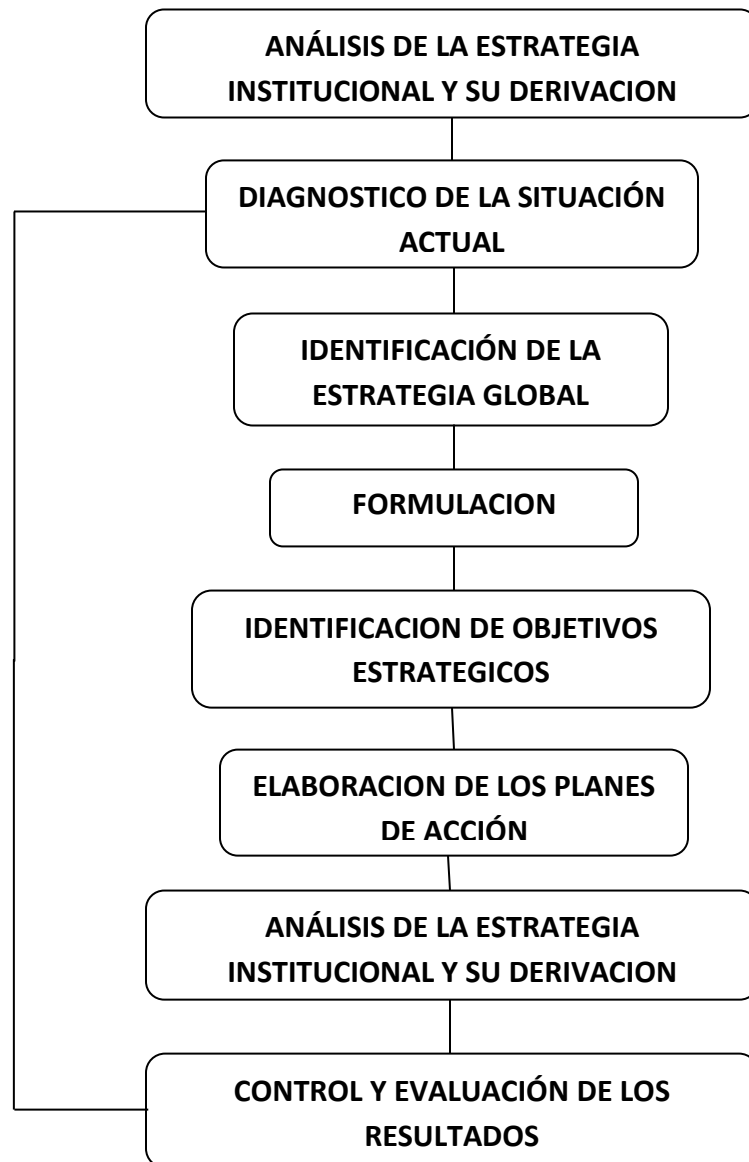 ANÁLISIS DE LA ESTRATEGIA
INSTITUCIONAL Y SU DERIVACION
DIAGNOSTICO DE LA SITUACIÓN
ACTUAL
IDENTIFICACIÓN DE LA
ESTRATEGIA GLOBAL
FORMULACION
IDENTIFICACION DE OBJETIVOS
ESTRATEGICOS
ELABORACION DE LOS PLANES
DE ACCIÓN
ANÁLISIS DE LA ESTRATEGIA
INSTITUCIONAL Y SU DERIVACION
CONTROL Y EVALUACIÓN DE LOS
RESULTADOS